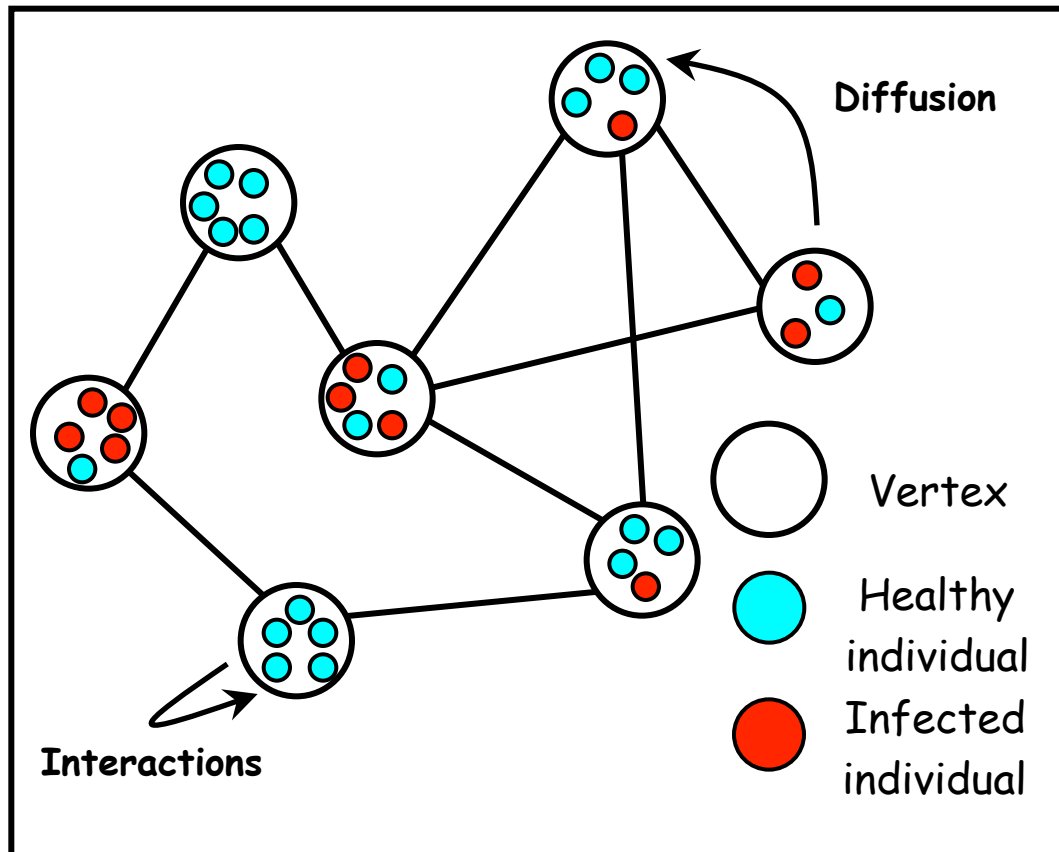 Diffusion
Vertex
Healthy
individual
Infected
individual
Interactions